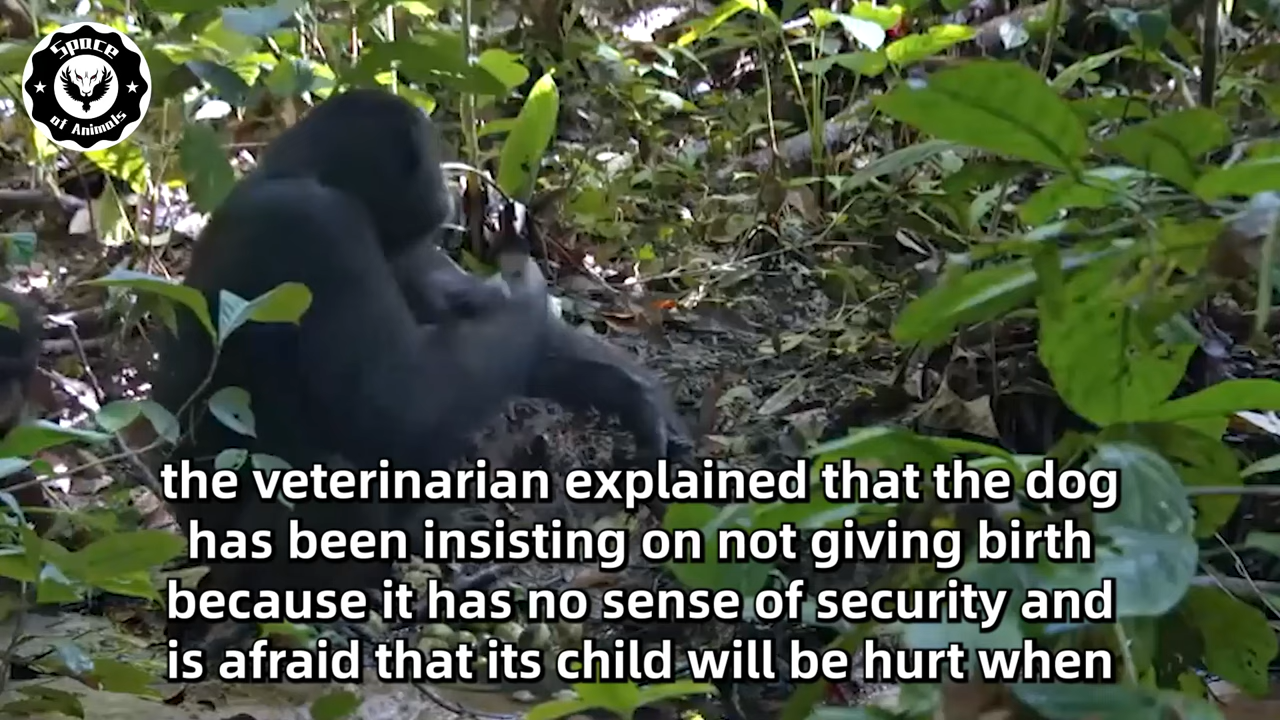 Space
of Animals
the veterinarian explained that the dog
has been insisting on not giving birth
because it has no sense of security and
is afraid that its child will be hurt when